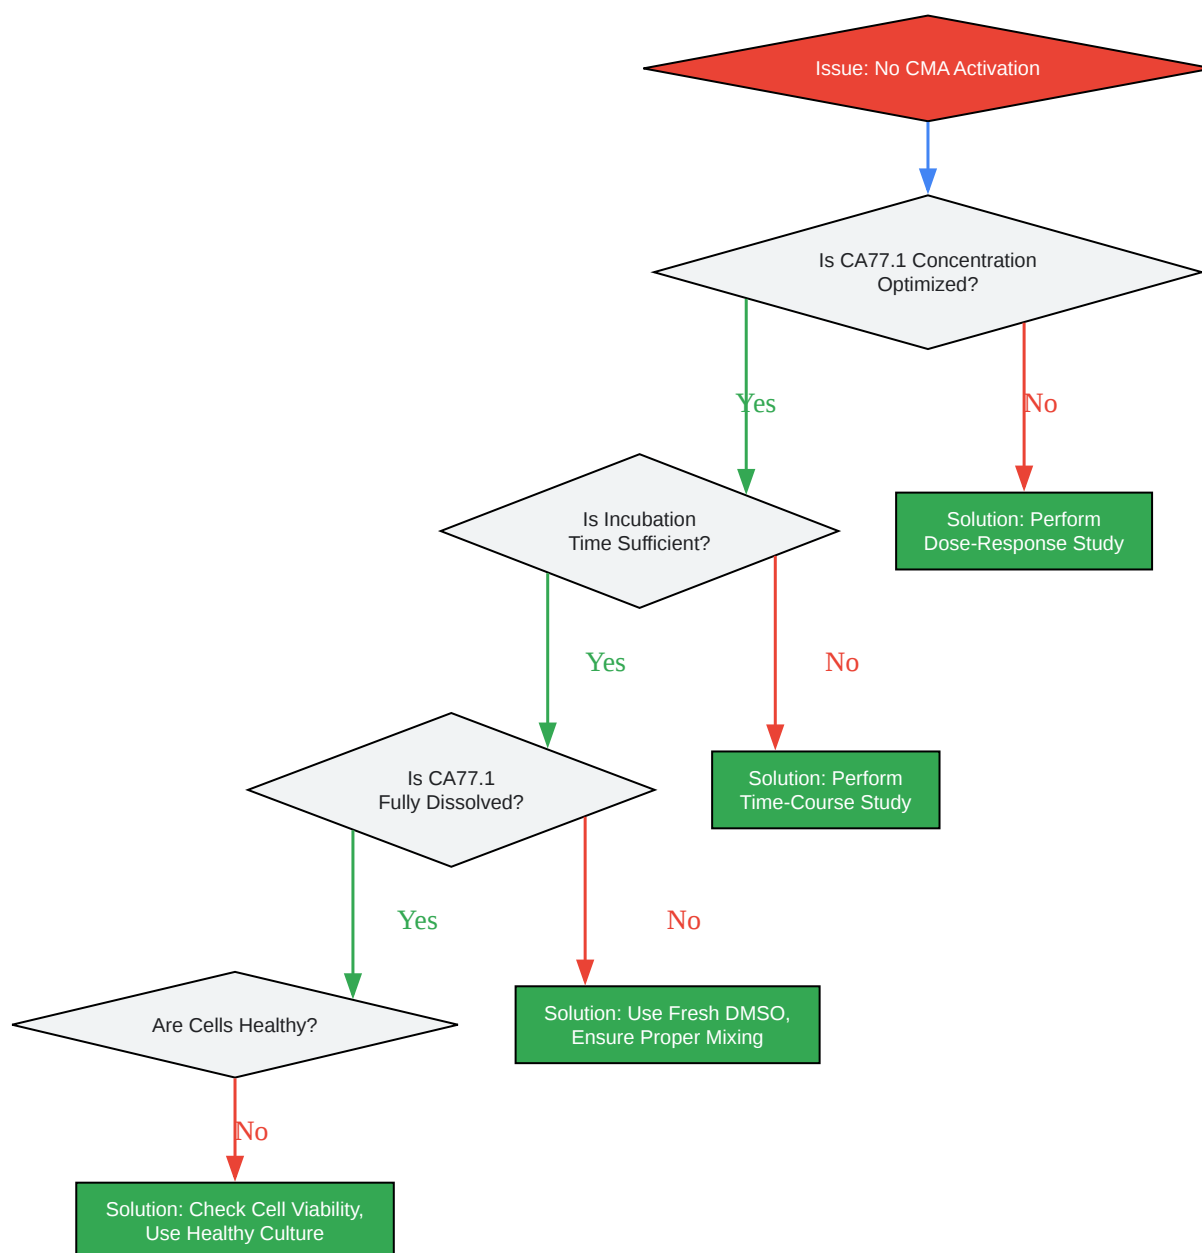 Issue: No CMA Activation
Is CA77.1 Concentration
Optimized?
Yes
No
Is Incubation
Time Sufficient?
Solution: Perform
Dose-Response Study
Yes
No
Is CA77.1
Fully Dissolved?
Solution: Perform
Time-Course Study
Yes
No
Are Cells Healthy?
Solution: Use Fresh DMSO,
Ensure Proper Mixing
No
Solution: Check Cell Viability,
Use Healthy Culture